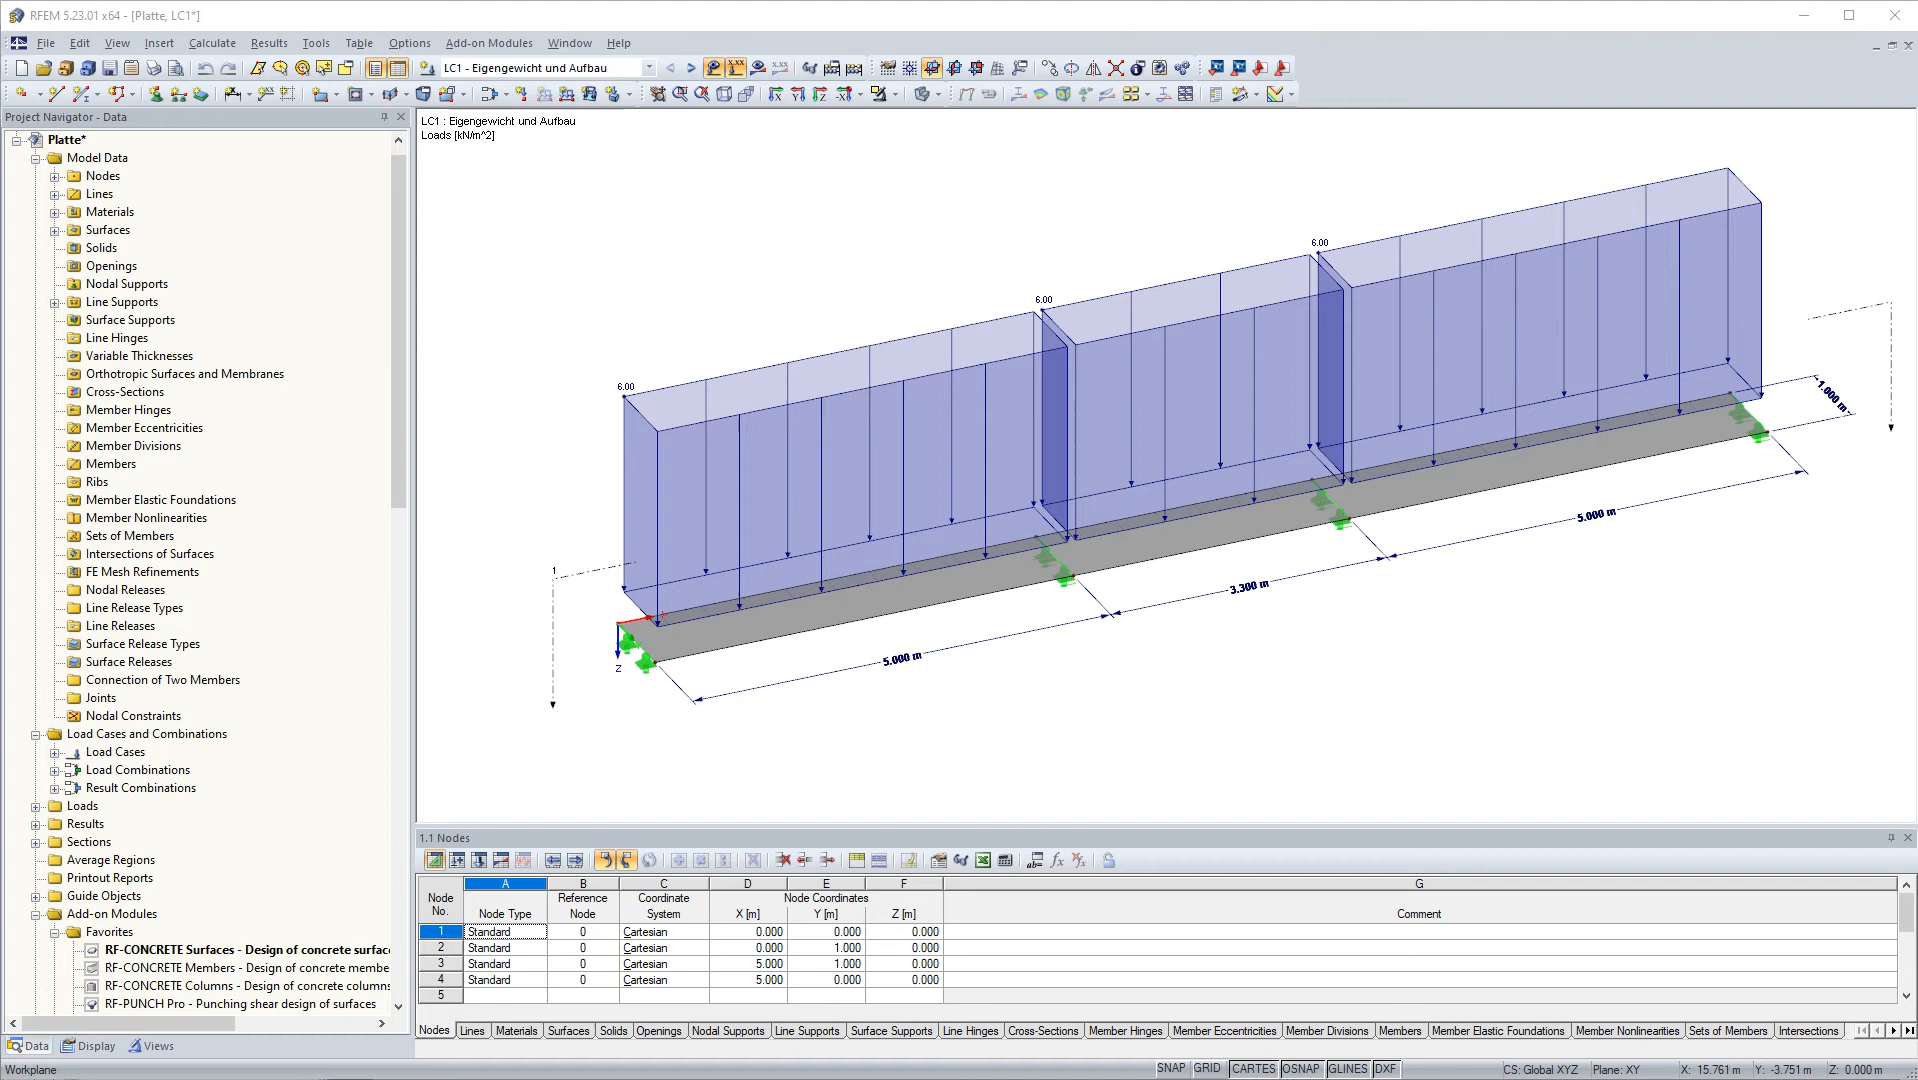 RFEM 5.23.01 x64 - [Platte, LC1*]
File Edit View Insert Calculate Results Tools Table Options Add-on Modules Window Help
LC1 - Eigengewicht und Aufbau
Project Navigator - Data
Platte*
Model Data
Nodes
Lines
Materials
Surfaces
Solids
Openings
Nodal Supports
Line Supports
Surface Supports
Line Hinges
Variable Thicknesses
Orthotropic Surfaces and Membranes
Cross-Sections
Member Hinges
Member Eccentricities
Member Divisions
Members
Ribs
Member Elastic Foundations
Member Nonlinearities
Sets of Members
Intersections of Surfaces
FE Mesh Refinements
Nodal Releases
Line Release Types
Line Releases
Surface Release Types
Surface Releases
Connection of Two Members
Joints
Nodal Constraints
Load Cases and Combinations
Load Cases
Load Combinations
Result Combinations
Loads
Results
Sections
Average Regions
Printout Reports
Guide Objects
Add-on Modules
Favorites
RF-CONCRETE Surfaces - Design of concrete surfac
RF-CONCRETE Members - Design of concrete membe
RF-CONCRETE Columns - Design of concrete columns
RF-PUNCH Pro - Punching shear design of surfaces
Data Display Views
LC1 : Eigengewicht und Aufbau
Loads [kN/m^2]
6.00
6.00
6.00
1.000 m
5.000 m
3.300 m
5.000 m
1
Z
1.1 Nodes
A B C D E F G
Node Reference Coordinate Node Coordinates
No. Node Type Node System X [m] Y [m] Z [m] Comment
1 Standard 0 Cartesian 0.000 0.000 0.000
2 Standard 0 Cartesian 0.000 1.000 0.000
3 Standard 0 Cartesian 5.000 1.000 0.000
4 Standard 0 Cartesian 5.000 0.000 0.000
5
Nodes Lines Materials Surfaces Solids Openings Nodal Supports Line Supports Surface Supports Line Hinges Cross-Sections Member Hinges Member Eccentricities Member Divisions Members Member Elastic Foundations Member Nonlinearities Sets of Members Intersections
Workplane SNAP GRID CARTES OSNAP GLINES DXF CS: Global XYZ Plane: XY X: 15.761 m Y: -3.751 m Z: 0.000 m